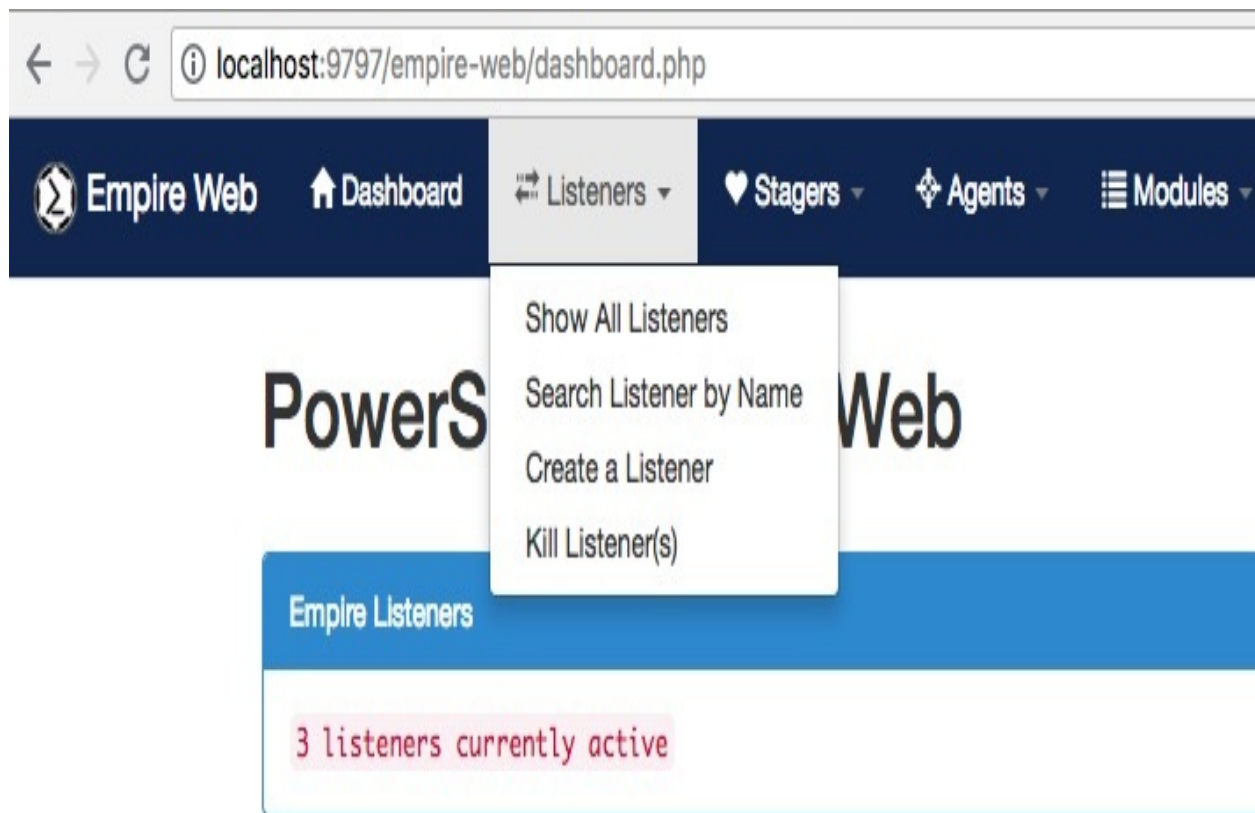 localhost:9797/empire-web/dashboard.php
Empire Web Dashboard Listeners Stagers Agents Modules
Show All Listeners
Search Listener by Name
Create a Listener
Kill Listener(s)
PowerS Web
Empire Listeners
3 listeners currently active